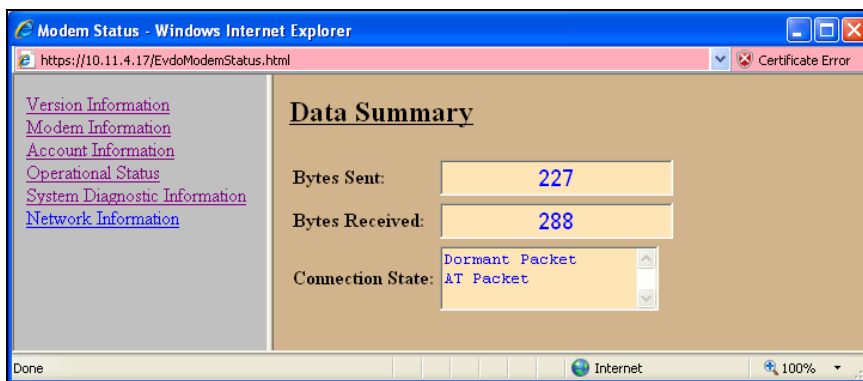 Modem Status - Windows Internet Explorer
https://10.11.4.17/EvdoModemStatus.html
Certificate Error
Version Information
Modem Information
Account Information
Operational Status
System Diagnostic Information
Network Information
Data Summary
Bytes Sent: 227
Bytes Received: 288
Connection State: Dormant Packet
AT Packet
Done
Internet
100%